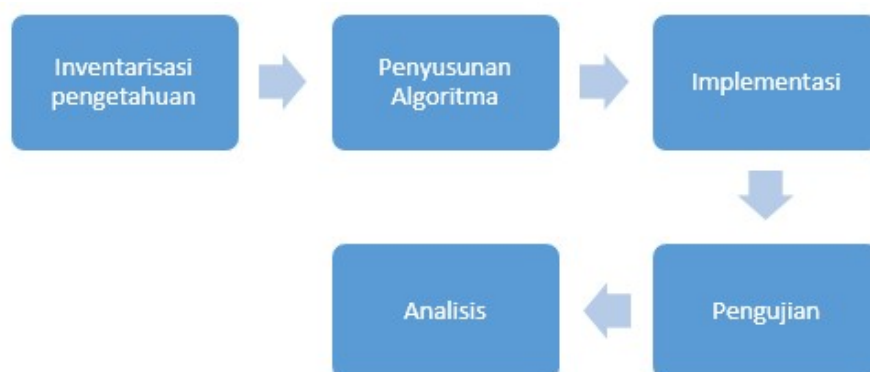 Inventarisasi
pengetahuan
Penyusunan
Algoritma
Implementasi
Pengujian
Analisis